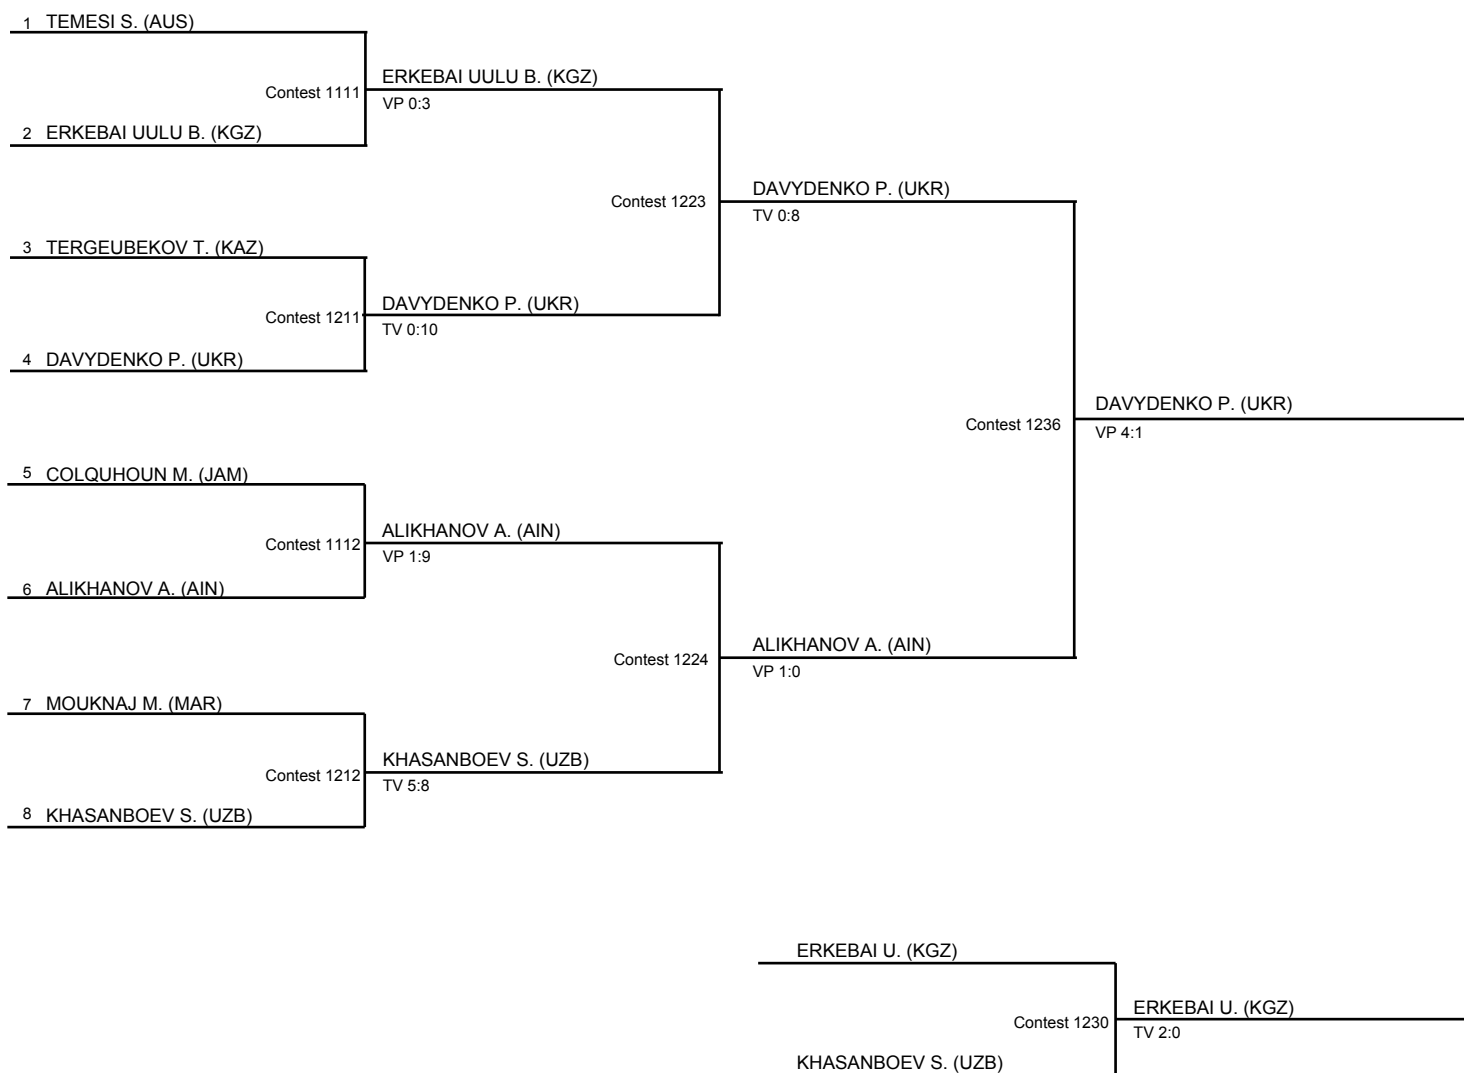 1 TEMESI S. (AUS)
ERKEBAI UULU B. (KGZ)
Contest 1111
VP 0:3
2 ERKEBAI UULU B. (KGZ)
DAVYDENKO P. (UKR)
Contest 1223
TV 0:8
3 TERGEUBEKOV T. (KAZ)
DAVYDENKO P. (UKR)
Contest 1211
TV 0:10
4 DAVYDENKO P. (UKR)
DAVYDENKO P. (UKR)
Contest 1236
VP 4:1
5 COLQUHOUN M. (JAM)
ALIKHANOV A. (AIN)
Contest 1112
VP 1:9
6 ALIKHANOV A. (AIN)
ALIKHANOV A. (AIN)
Contest 1224
VP 1:0
7 MOUKNAJ M. (MAR)
KHASANBOEV S. (UZB)
Contest 1212
TV 5:8
8 KHASANBOEV S. (UZB)
ERKEBAI U. (KGZ)
ERKEBAI U. (KGZ)
Contest 1230
TV 2:0
KHASANBOEV S. (UZB)